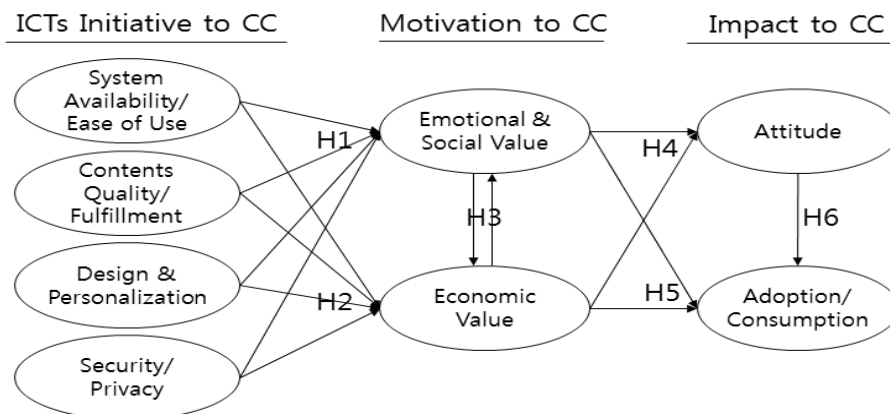 ICTs Initiative to CC
Motivation to CC
Impact to CC
System
Availability/
Ease of Use
Contents
Quality/
Fulfillment
Design &
Personalization
Security/
Privacy
H1
H2
Emotional &
Social Value
H3
Economic
Value
H4
H5
Attitude
H6
Adoption/
Consumption